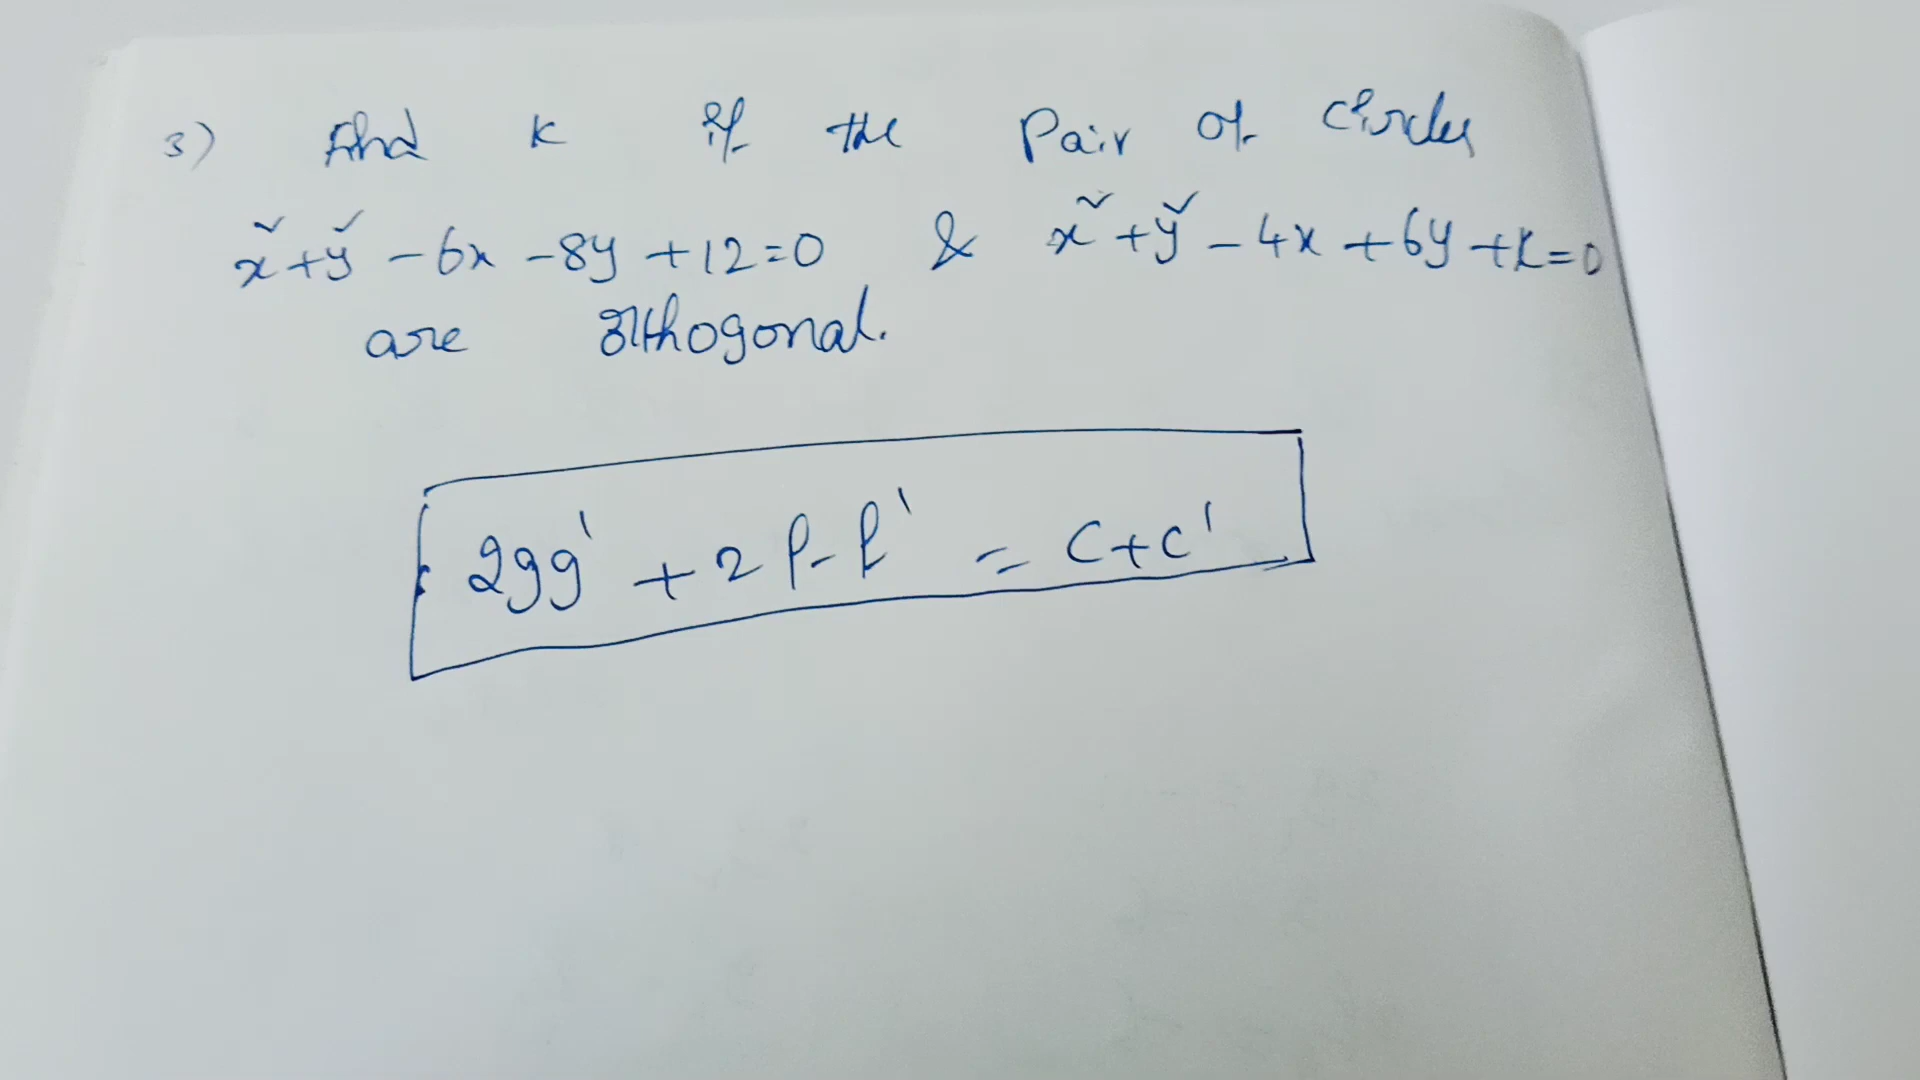 3) Find k if the Pair of Circles
x²+y² -6x -8y +12=0 & x²+y² -4x +6y +k=0
are orthogonal.
2gg' + 2ff' = c+c'